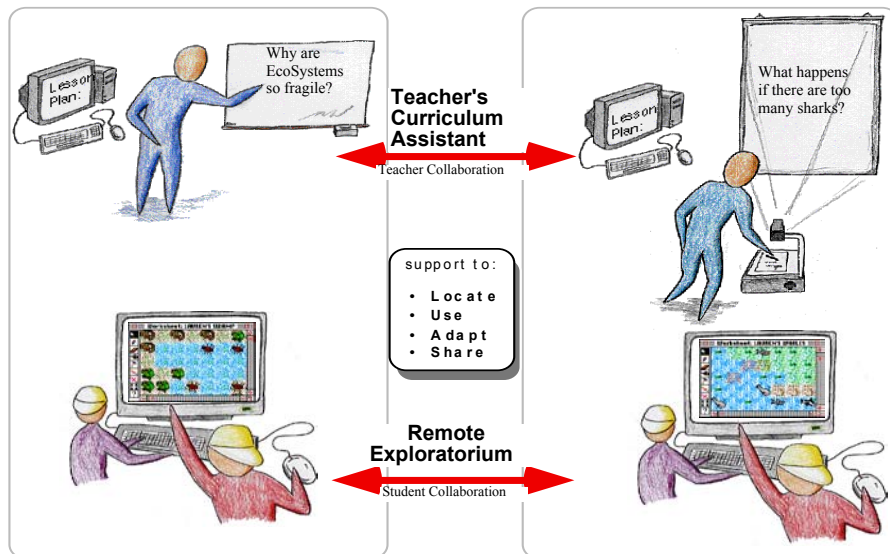 Why are
EcoSystems
so fragile?
Lesson
Plan:
Teacher's
Curriculum
Assistant
Teacher Collaboration
Lesson
Plan:
What happens
if there are too
many sharks?
support to:
• Locate
• Use
• Adapt
• Share
Remote
Exploratorium
Student Collaboration